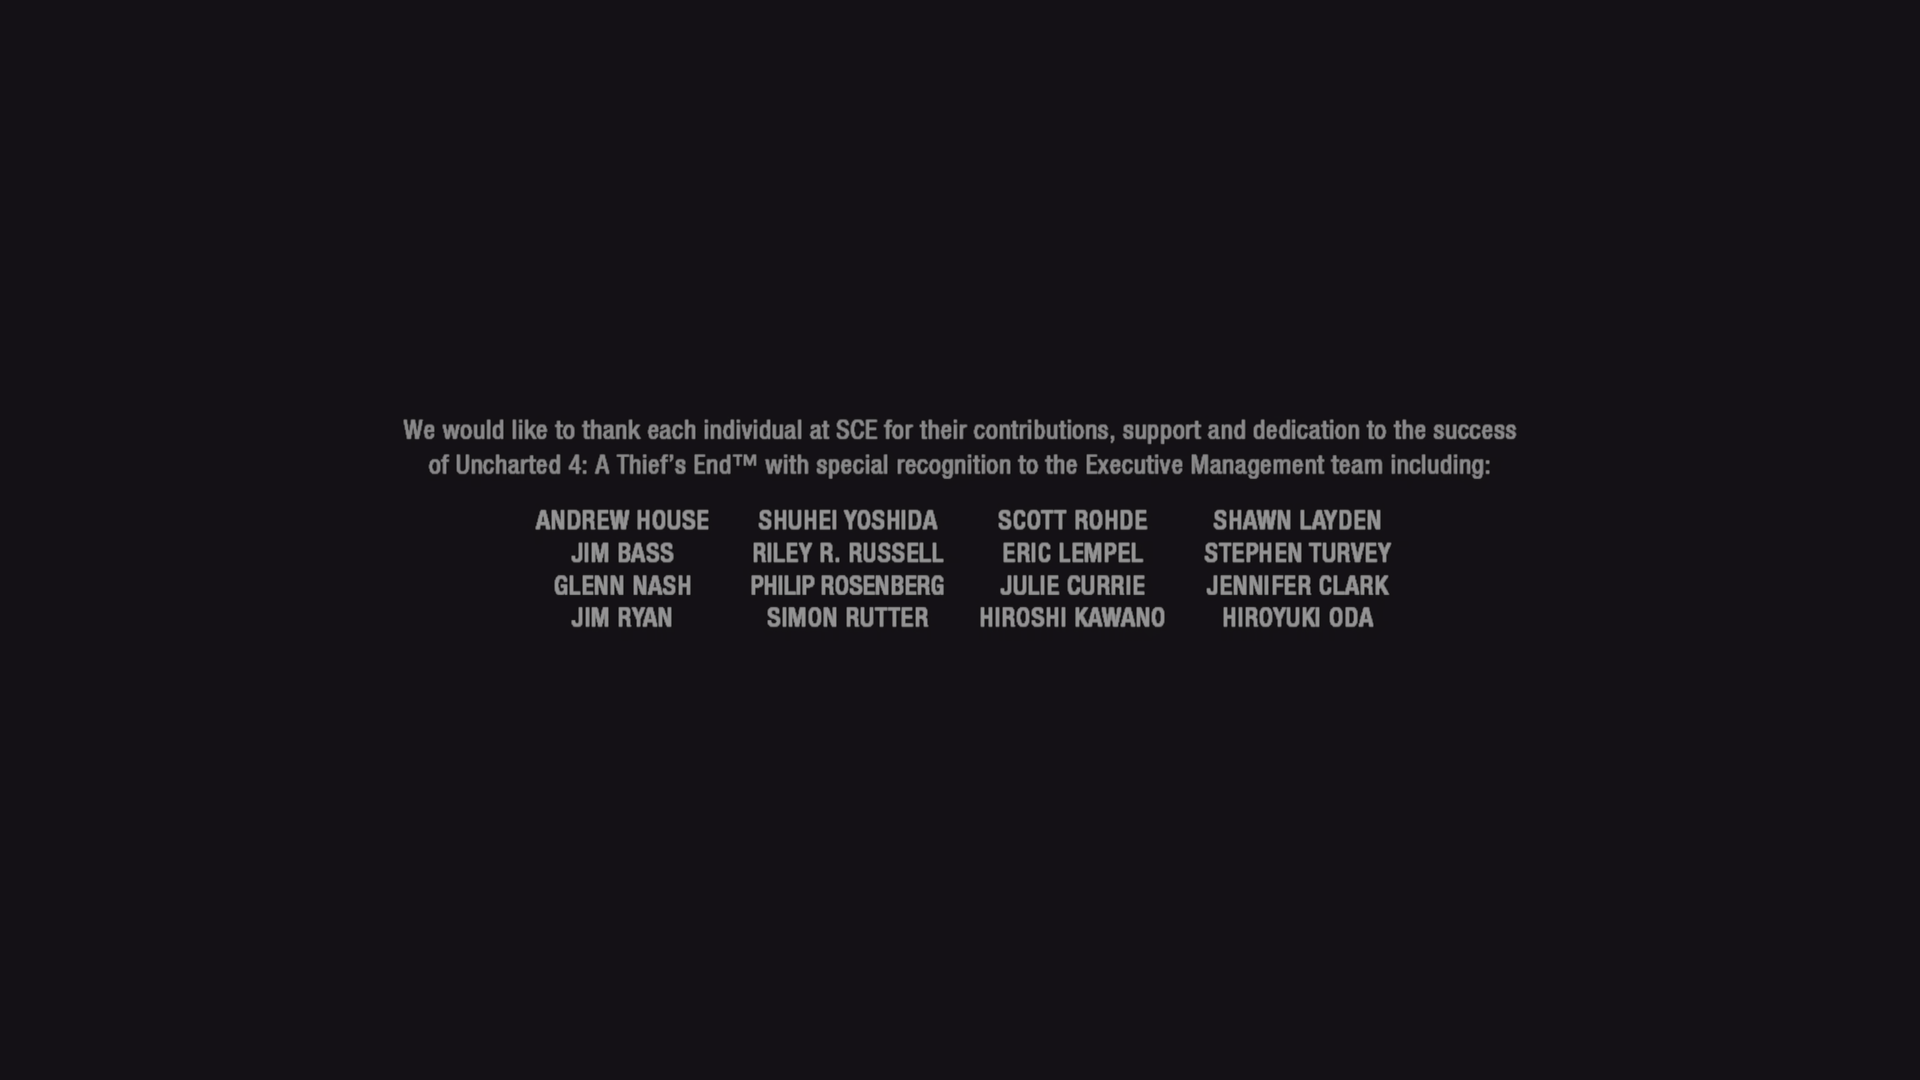 We would like to thank each individual at SCE for their contributions, support and dedication to the success
of Uncharted 4: A Thief's End™ with special recognition to the Executive Management team including:
ANDREW HOUSE SHUHEI YOSHIDA SCOTT ROHDE SHAWN LAYDEN
JIM BASS RILEY R. RUSSELL ERIC LEMPEL STEPHEN TURVEY
GLENN NASH PHILIP ROSENBERG JULIE CURRIE JENNIFER CLARK
JIM RYAN SIMON RUTTER HIROSHI KAWANO HIROYUKI ODA